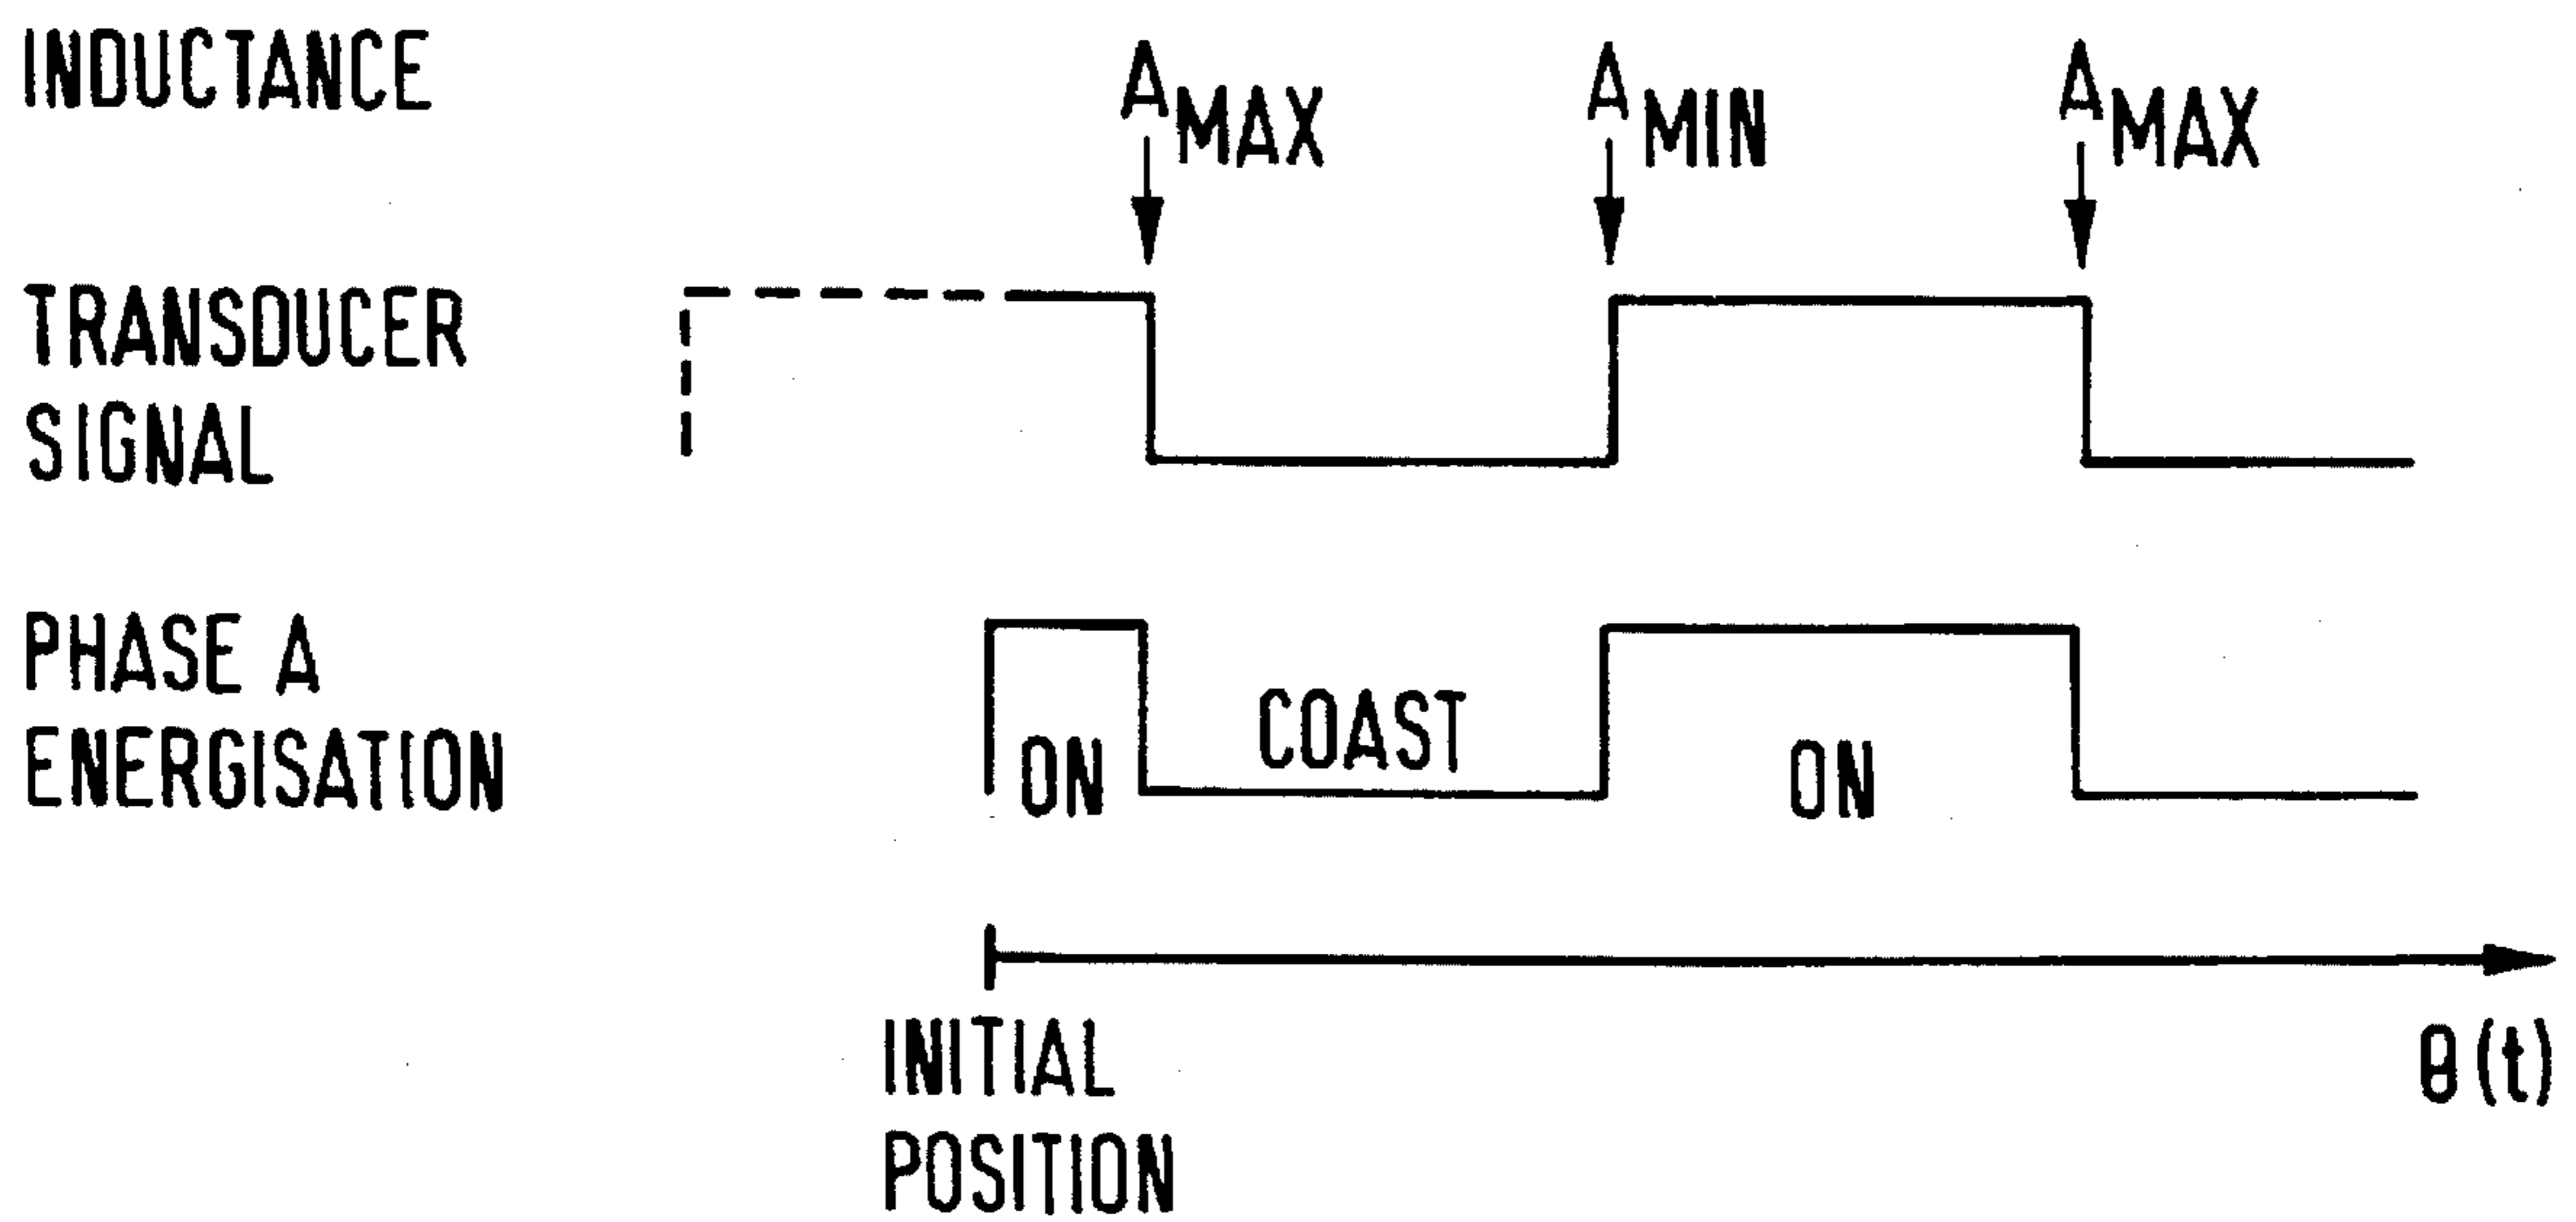 INDUCTANCE
A MAX
A MIN
A MAX
TRANSDUCER
SIGNAL
PHASE A
ENERGISATION
ON
COAST
ON
INITIAL
POSITION
θ(t)